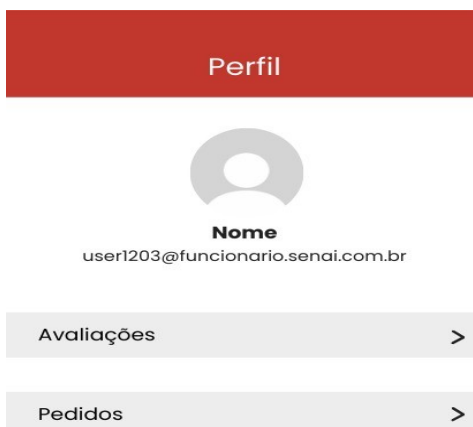 Perfil
Nome
user1203@funcionario.senai.com.br
Avaliações >
Pedidos >